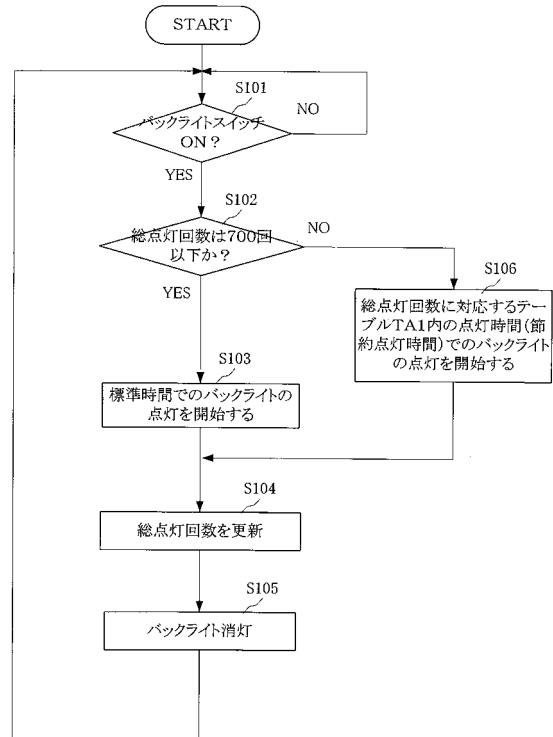 START
S101
バックライトスイッチ
ON?
NO
YES
S102
総点灯回数は700回
以下か?
NO
YES
S106
総点灯回数に対応するテー
ブルTA1内の点灯時間(節
約点灯時間)でのバックライト
の点灯を開始する
S103
標準時間でのバックライトの
点灯を開始する
S104
総点灯回数を更新
S105
バックライト消灯